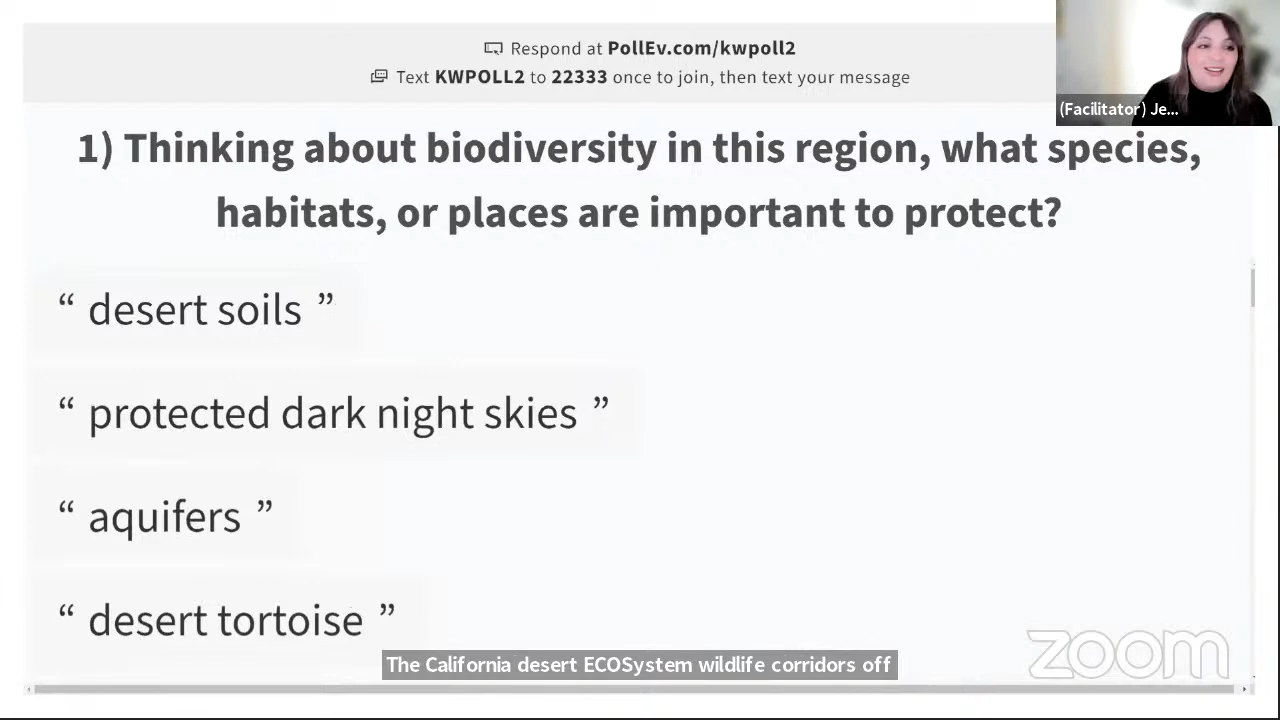 Respond at PollEv.com/kwpoll2
Text KWPOLL2 to 22333 once to join, then text your message
(Facilitator) Je...
1) Thinking about biodiversity in this region, what species,
habitats, or places are important to protect?
“ desert soils ”
“ protected dark night skies ”
“ aquifers ”
“ desert tortoise ”
The California desert ECOSystem wildlife corridors off
zoom